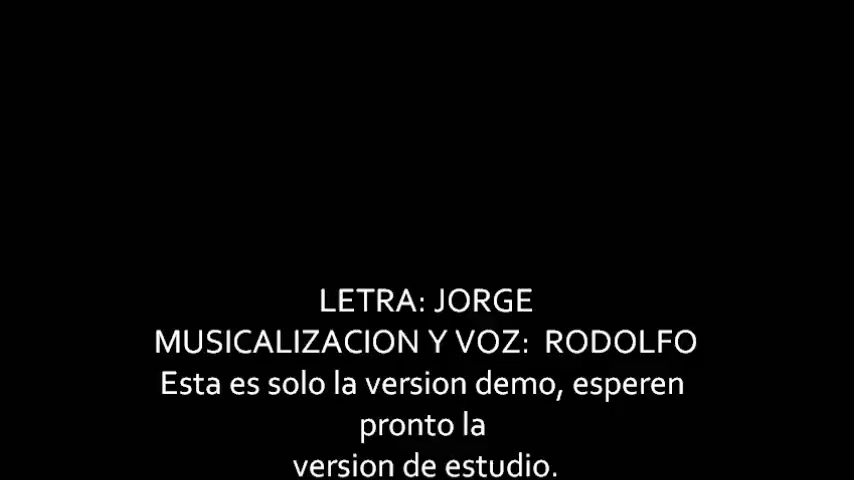 LETRA: JORGE
MUSICALIZACION Y VOZ:  RODOLFO
Esta es solo la version demo, esperen
pronto la
version de estudio.